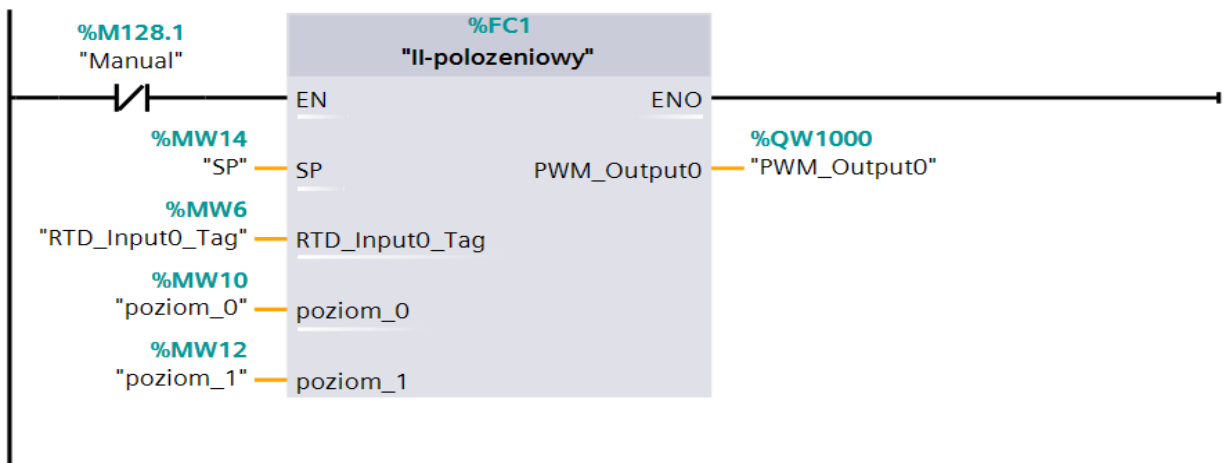 %M128.1
"Manual"
%FC1
"II-polozeniowy"
EN
ENO
%MW14
"SP"
SP
PWM_Output0
%QW1000
"PWM_Output0"
%MW6
"RTD_Input0_Tag"
RTD_Input0_Tag
%MW10
"poziom_0"
poziom_0
%MW12
"poziom_1"
poziom_1